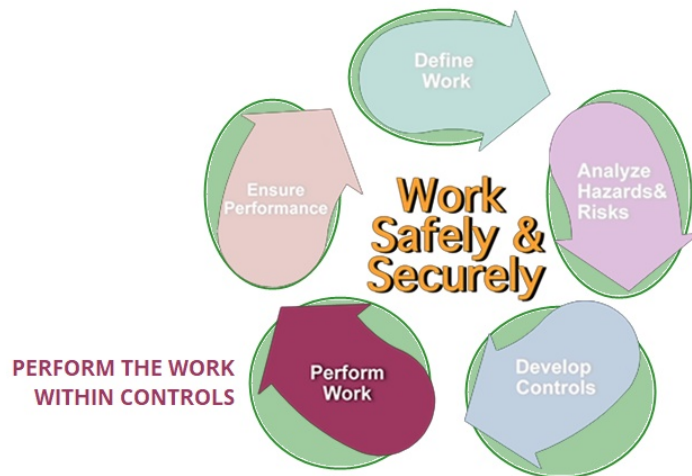 Define
Work
Analyze
Hazards&
Risks
Ensure
Performance
Work
Safely &
Securely
PERFORM THE WORK
WITHIN CONTROLS
Perform
Work
Develop
Controls